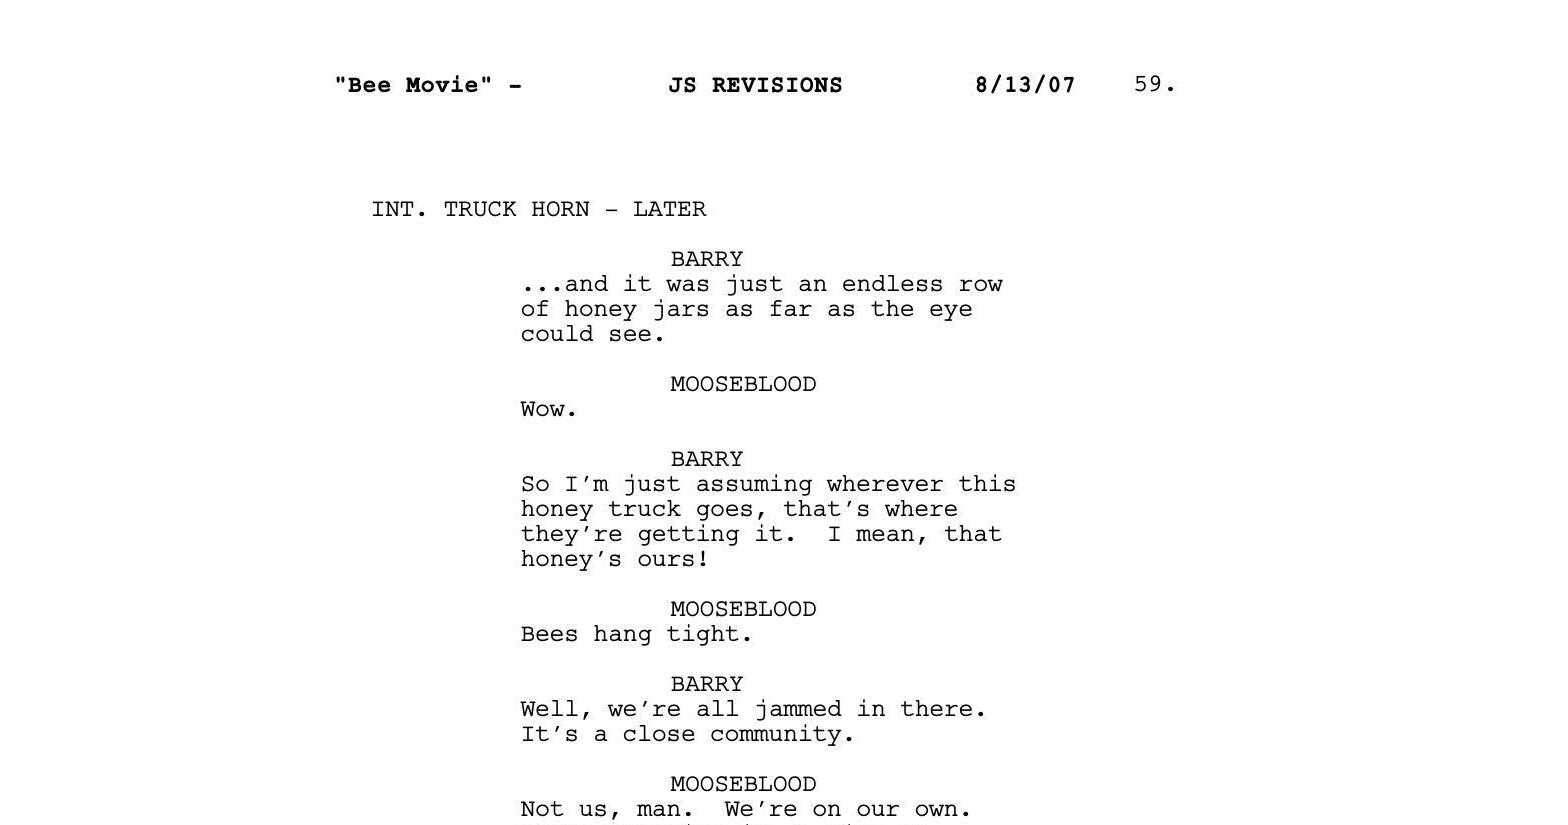 "Bee Movie" - JS REVISIONS 8/13/07 59.
INT. TRUCK HORN - LATER
BARRY
...and it was just an endless row
of honey jars as far as the eye
could see.
MOOSEBLOOD
Wow.
BARRY
So I'm just assuming wherever this
honey truck goes, that's where
they're getting it.  I mean, that
honey's ours!
MOOSEBLOOD
Bees hang tight.
BARRY
Well, we're all jammed in there.
It's a close community.
MOOSEBLOOD
Not us, man.  We're on our own.